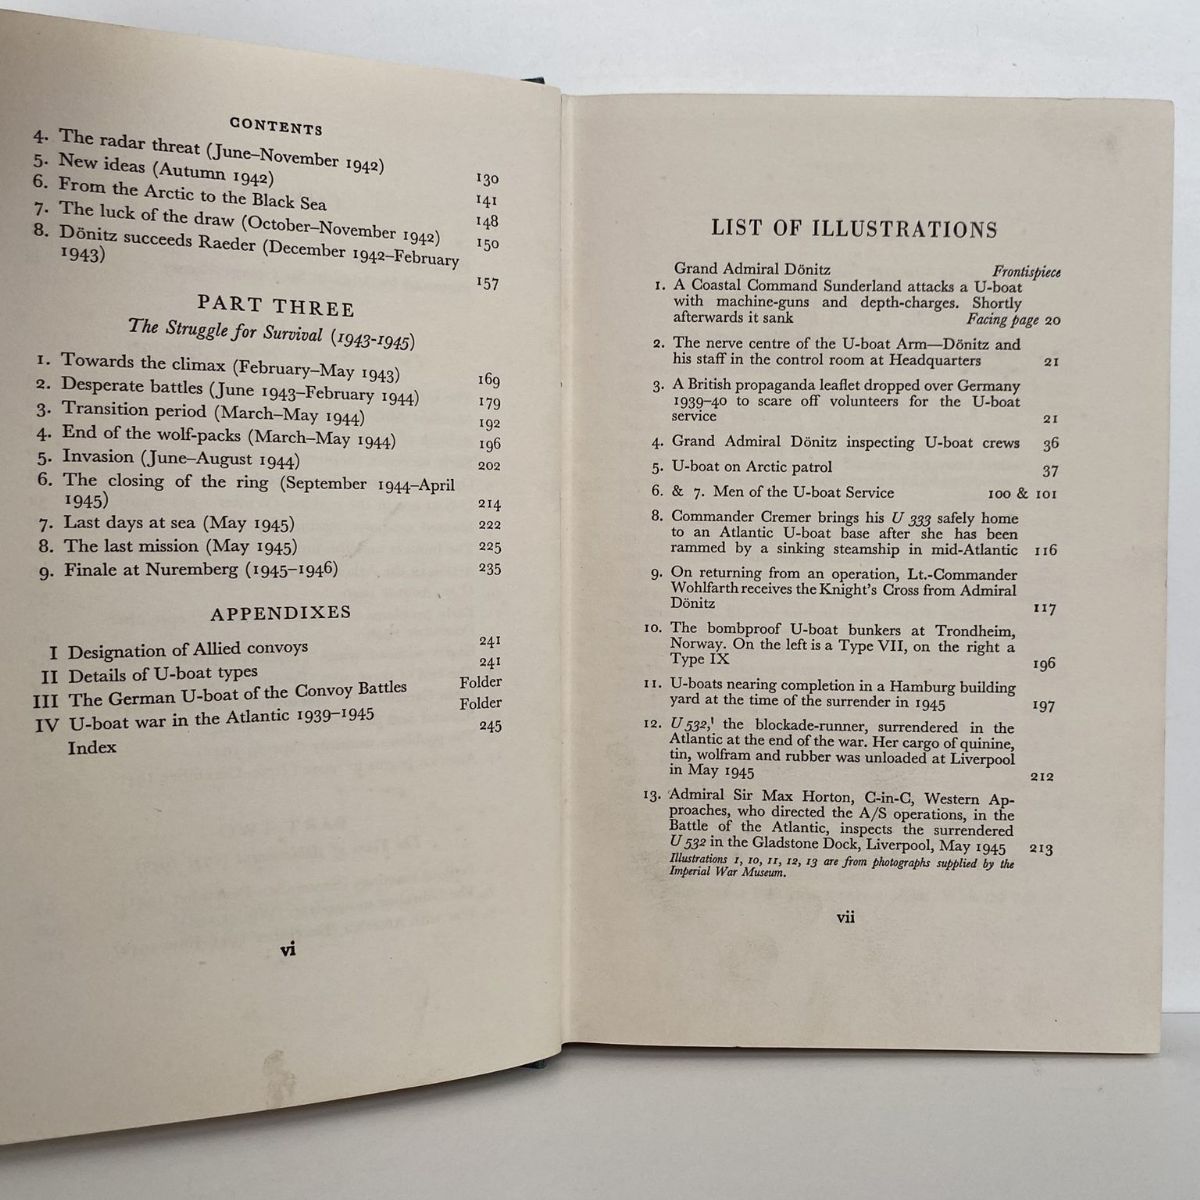 CONTENTS
4. The radar threat (June–November 1942) 130
5. New ideas (Autumn 1942) 141
6. From the Arctic to the Black Sea 148
7. The luck of the draw (October–November 1942) 150
8. Dönitz succeeds Raeder (December 1942–February
1943) 157
PART THREE
The Struggle for Survival (1943-1945)
1. Towards the climax (February–May 1943) 169
2. Desperate battles (June 1943–February 1944) 179
3. Transition period (March–May 1944) 192
4. End of the wolf-packs (March–May 1944) 196
5. Invasion (June–August 1944) 202
6. The closing of the ring (September 1944–April
1945) 214
7. Last days at sea (May 1945) 222
8. The last mission (May 1945) 225
9. Finale at Nuremberg (1945–1946) 235
APPENDIXES
I Designation of Allied convoys 241
II Details of U-boat types 241
III The German U-boat of the Convoy Battles Folder
IV U-boat war in the Atlantic 1939–1945 Folder
Index 245
vi
LIST OF ILLUSTRATIONS
Grand Admiral Dönitz Frontispiece
1. A Coastal Command Sunderland attacks a U-boat
with machine-guns and depth-charges. Shortly
afterwards it sank Facing page 20
2. The nerve centre of the U-boat Arm—Dönitz and
his staff in the control room at Headquarters 21
3. A British propaganda leaflet dropped over Germany
1939–40 to scare off volunteers for the U-boat
service 21
4. Grand Admiral Dönitz inspecting U-boat crews 36
5. U-boat on Arctic patrol 37
6. & 7. Men of the U-boat Service 100 & 101
8. Commander Cremer brings his U 333 safely home
to an Atlantic U-boat base after she has been
rammed by a sinking steamship in mid-Atlantic 116
9. On returning from an operation, Lt.-Commander
Wohlfarth receives the Knight's Cross from Admiral
Dönitz 117
10. The bombproof U-boat bunkers at Trondheim,
Norway. On the left is a Type VII, on the right a
Type IX 196
11. U-boats nearing completion in a Hamburg building
yard at the time of the surrender in 1945 197
12. U 532,¹ the blockade-runner, surrendered in the
Atlantic at the end of the war. Her cargo of quinine,
tin, wolfram and rubber was unloaded at Liverpool
in May 1945 212
13. Admiral Sir Max Horton, C-in-C, Western Ap-
proaches, who directed the A/S operations, in the
Battle of the Atlantic, inspects the surrendered
U 532 in the Gladstone Dock, Liverpool, May 1945 213
Illustrations 1, 10, 11, 12, 13 are from photographs supplied by the
Imperial War Museum.
vii